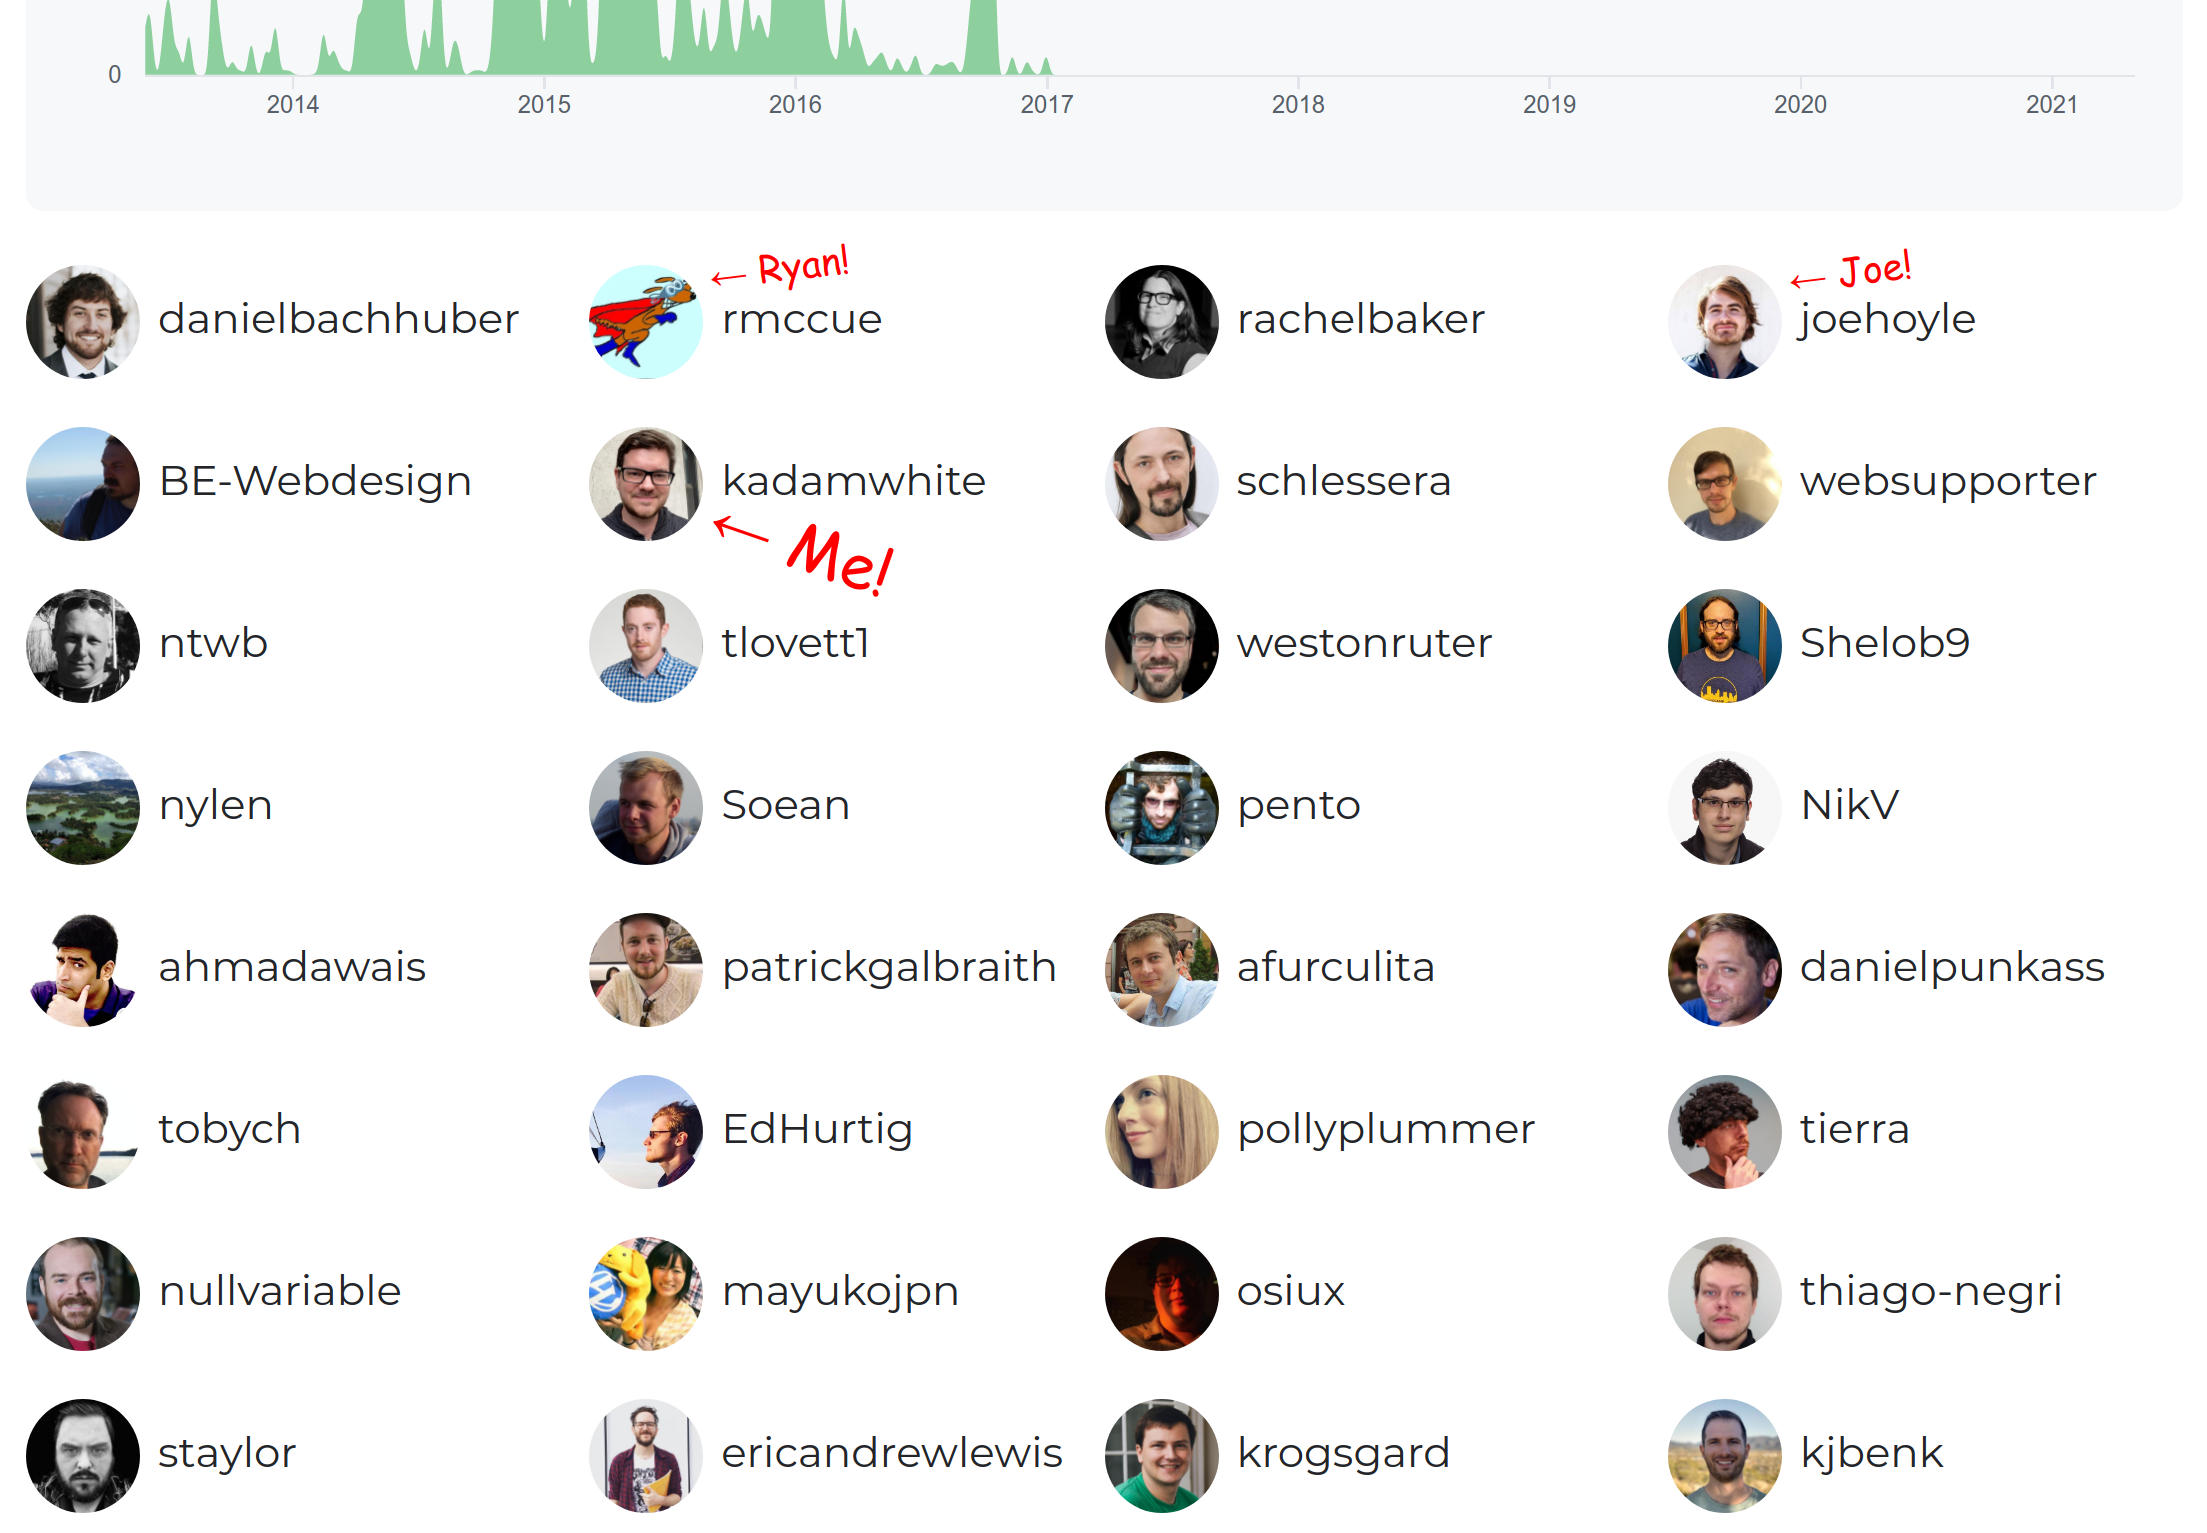 0
2014 2015 2016 2017 2018 2019 2020 2021
← Ryan!
← Joe!
danielbachhuber rmccue rachelbaker joehoyle
BE-Webdesign kadamwhite schlessera websupporter
← Me!
ntwb tlovett1 westonruter Shelob9
nylen Soean pento NikV
ahmadawais patrickgalbraith afurculita danielpunkass
tobych EdHurtig pollyplummer tierra
nullvariable mayukojpn osiux thiago-negri
staylor ericandrewlewis krogsgard kjbenk